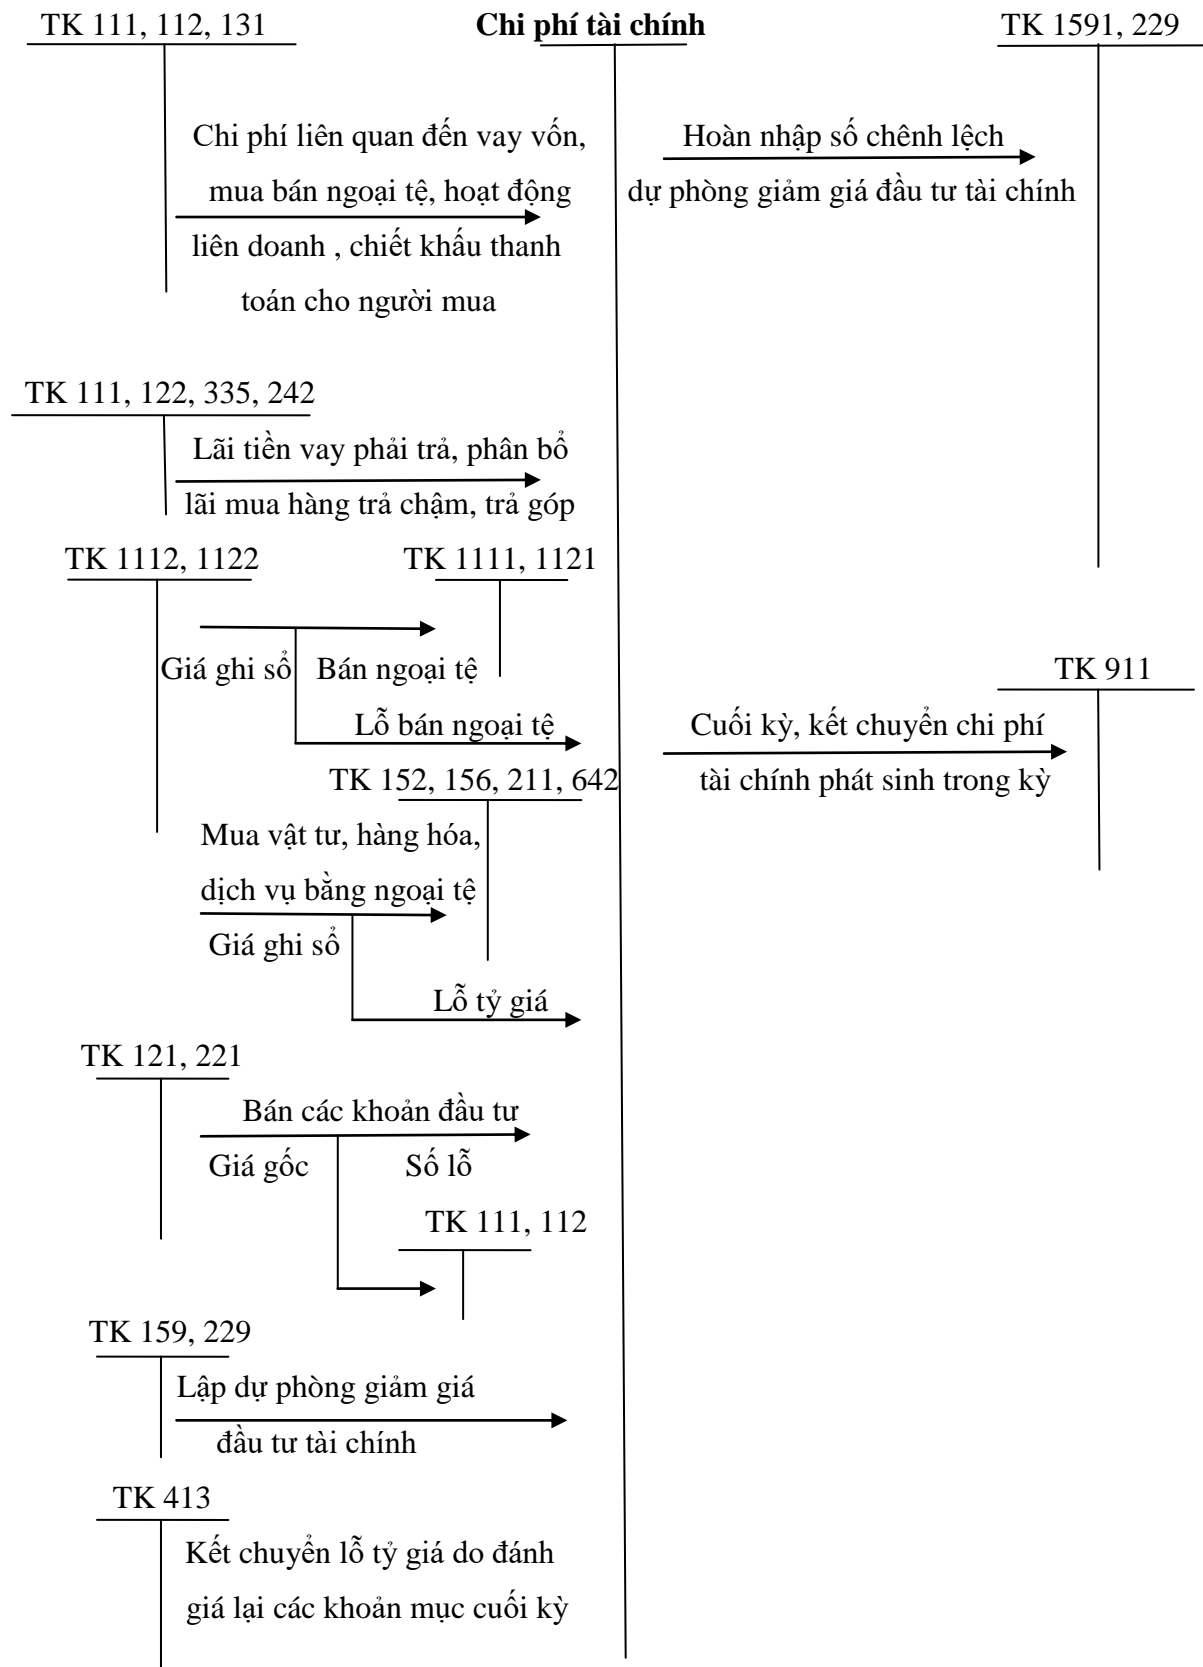 TK 111, 112, 131
Chi phí tài chính
TK 1591, 229
Chi phí liên quan đến vay vốn,
mua bán ngoại tệ, hoạt động
liên doanh , chiết khấu thanh
toán cho người mua
Hoàn nhập số chênh lệch
dự phòng giảm giá đầu tư tài chính
TK 111, 122, 335, 242
Lãi tiền vay phải trả, phân bổ
lãi mua hàng trả chậm, trả góp
TK 1112, 1122
TK 1111, 1121
Giá ghi sổ
Bán ngoại tệ
Lỗ bán ngoại tệ
TK 911
Cuối kỳ, kết chuyển chi phí
tài chính phát sinh trong kỳ
TK 152, 156, 211, 642
Mua vật tư, hàng hóa,
dịch vụ bằng ngoại tệ
Giá ghi sổ
Lỗ tỷ giá
TK 121, 221
Bán các khoản đầu tư
Giá gốc
Số lỗ
TK 111, 112
TK 159, 229
Lập dự phòng giảm giá
đầu tư tài chính
TK 413
Kết chuyển lỗ tỷ giá do đánh
giá lại các khoản mục cuối kỳ